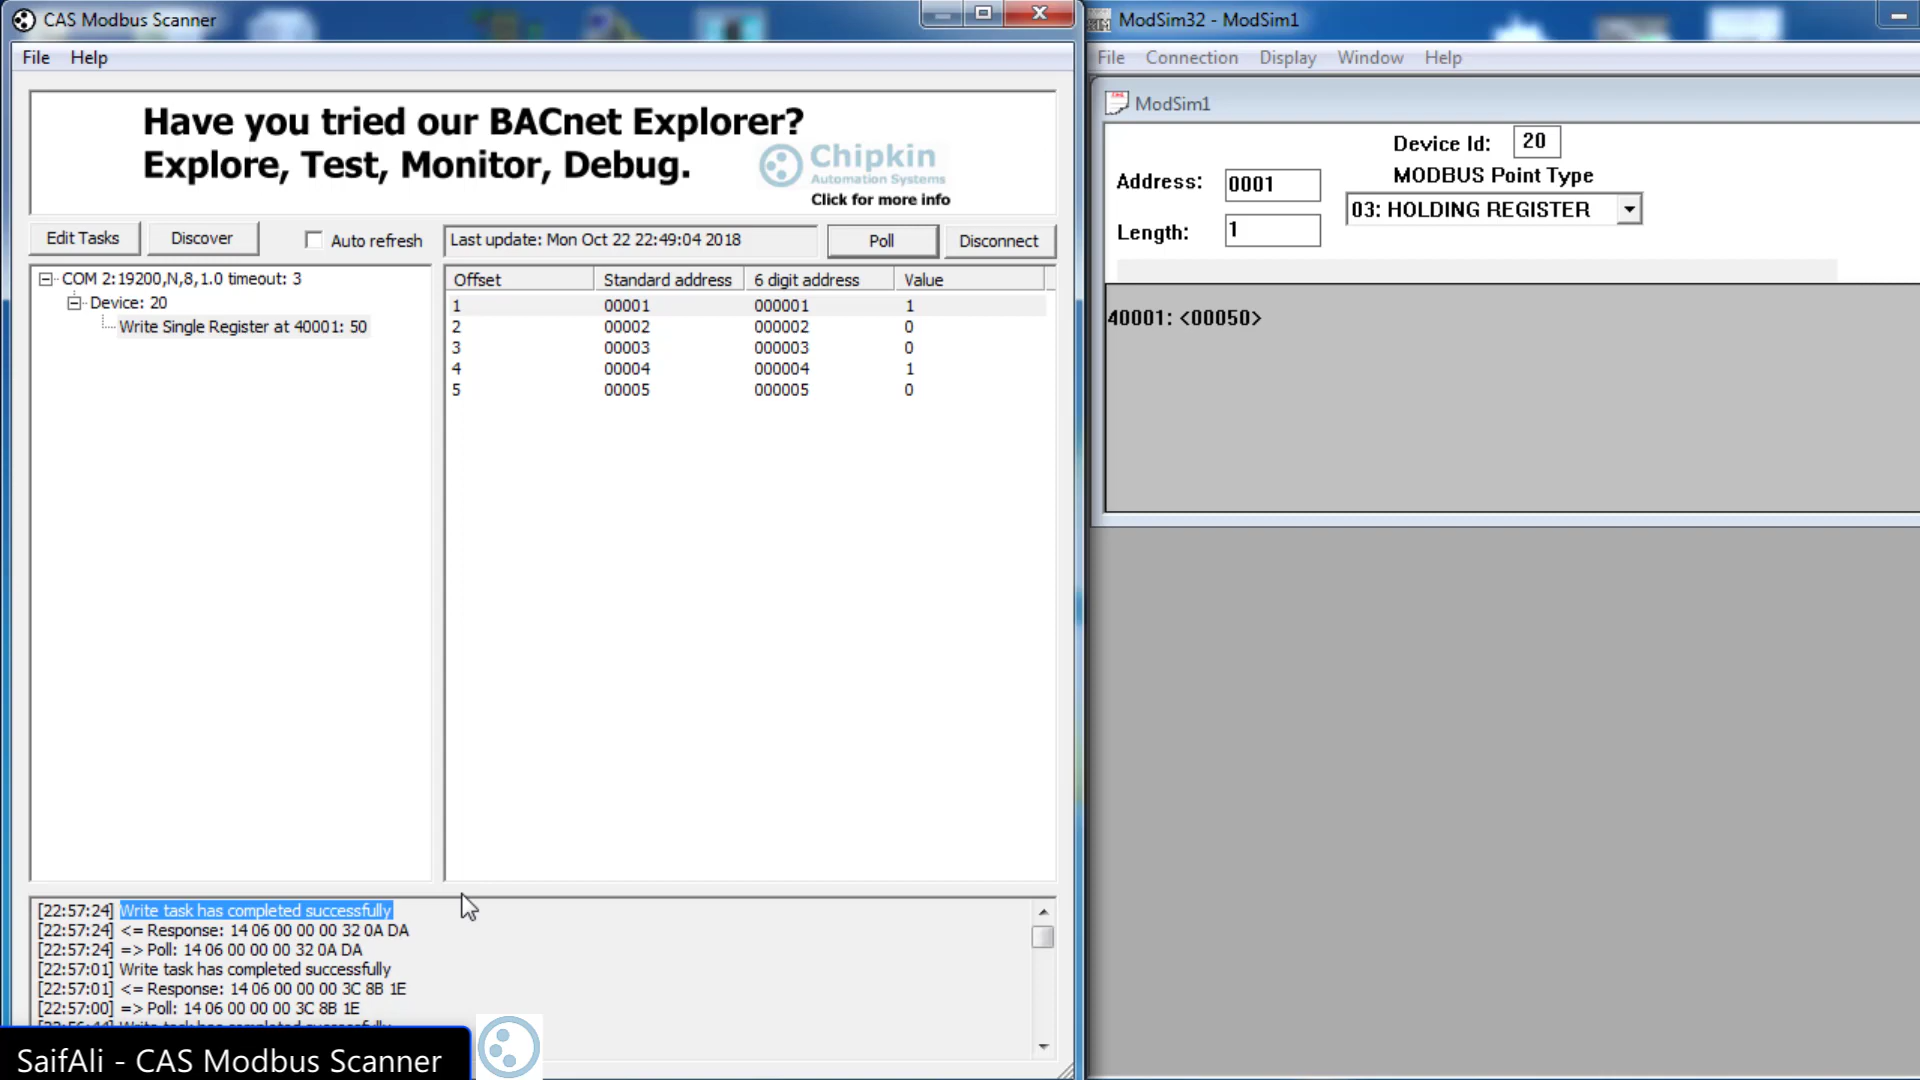 CAS Modbus Scanner
File Help
Have you tried our BACnet Explorer?
Explore, Test, Monitor, Debug.
Chipkin
Automation Systems
Click for more info
Edit Tasks Discover Auto refresh Last update: Mon Oct 22 22:49:04 2018 Poll Disconnect
COM 2:19200,N,8,1.0 timeout: 3
Device: 20
Write Single Register at 40001: 50
Offset Standard address 6 digit address Value
1 00001 000001 1
2 00002 000002 0
3 00003 000003 0
4 00004 000004 1
5 00005 000005 0
[22:57:24] Write task has completed successfully
[22:57:24] <= Response: 14 06 00 00 00 32 0A DA
[22:57:24] => Poll: 14 06 00 00 00 32 0A DA
[22:57:01] Write task has completed successfully
[22:57:01] <= Response: 14 06 00 00 00 3C 8B 1E
[22:57:00] => Poll: 14 06 00 00 00 3C 8B 1E
SaifAli - CAS Modbus Scanner
ModSim32 - ModSim1
File Connection Display Window Help
ModSim1
Device Id: 20
Address: 0001
MODBUS Point Type
03: HOLDING REGISTER
Length: 1
40001: <00050>